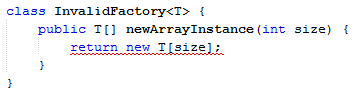 class InvalidFactory<T> {
    public T[] newArrayInstance(int size) {
        return new T[size];
    }
}